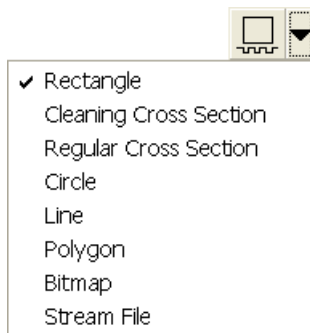 Rectangle
Cleaning Cross Section
Regular Cross Section
Circle
Line
Polygon
Bitmap
Stream File